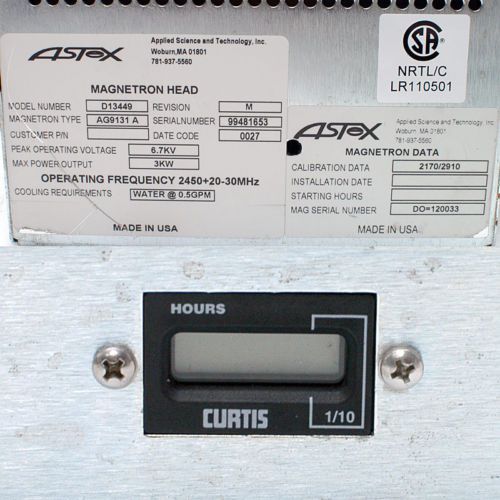 ASTeX
Applied Science and Technology, Inc.
Woburn, MA 01801
781-937-5560
MAGNETRON HEAD
MODEL NUMBER D13449 REVISION M
MAGNETRON TYPE AG9131 A SERIALNUMBER 99481653
CUSTOMER P/N DATE CODE 0027
PEAK OPERATING VOLTAGE 6.7KV
MAX POWER OUTPUT 3KW
OPERATING FREQUENCY 2450+20-30MHz
COOLING REQUIREMENTS WATER @ 0.5GPM
MADE IN USA
SA
NRTL/C
LR110501
ASTeX
Applied Science and Technology, Inc.
Woburn, MA 01801
781-937-5560
MAGNETRON DATA
CALIBRATION DATA 2170/2910
INSTALLATION DATE
STARTING HOURS
MAG SERIAL NUMBER DO=120033
MADE IN USA
HOURS
CURTIS
1/10